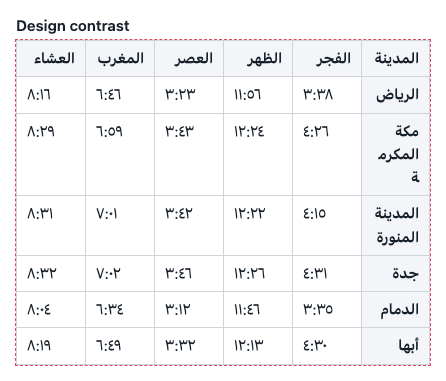 Design contrast
المدينة الفجر الظهر العصر المغرب العشاء
الرياض ٣:٣٨ ١١:٥٦ ٣:٢٣ ٦:٤٦ ٨:١٦
مكة
المكرم
ة ٤:٢٦ ١٢:٢٤ ٣:٤٣ ٦:٥٩ ٨:٢٩
المدينة
المنورة ٤:١٥ ١٢:٢٢ ٣:٤٢ ٧:٠١ ٨:٣١
جدة ٤:٣١ ١٢:٢٦ ٣:٤٦ ٧:٠٢ ٨:٣٢
الدمام ٣:٣٥ ١١:٤٦ ٣:١٢ ٦:٣٤ ٨:٠٤
أبها ٤:٣٠ ١٢:١٣ ٣:٣٢ ٦:٤٩ ٨:١٩